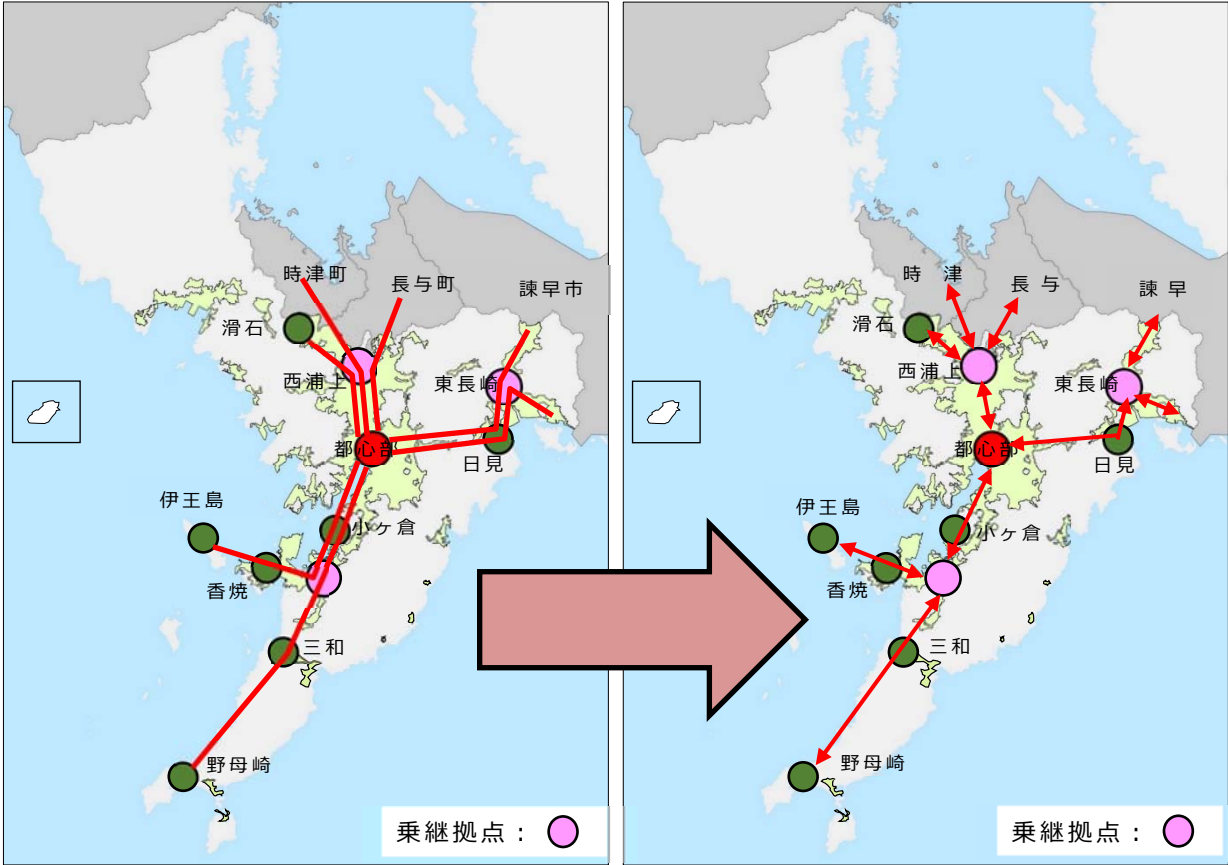 時津町
長与町
諫早市
滑石
西浦上
東長崎
都心部
日見
伊王島
小ヶ倉
香焼
三和
野母崎
乗継拠点：
時 津
長 与
諫 早
滑石
西浦上
東長崎
都心部
日見
伊王島
小ヶ倉
香焼
三和
野母崎
乗継拠点：